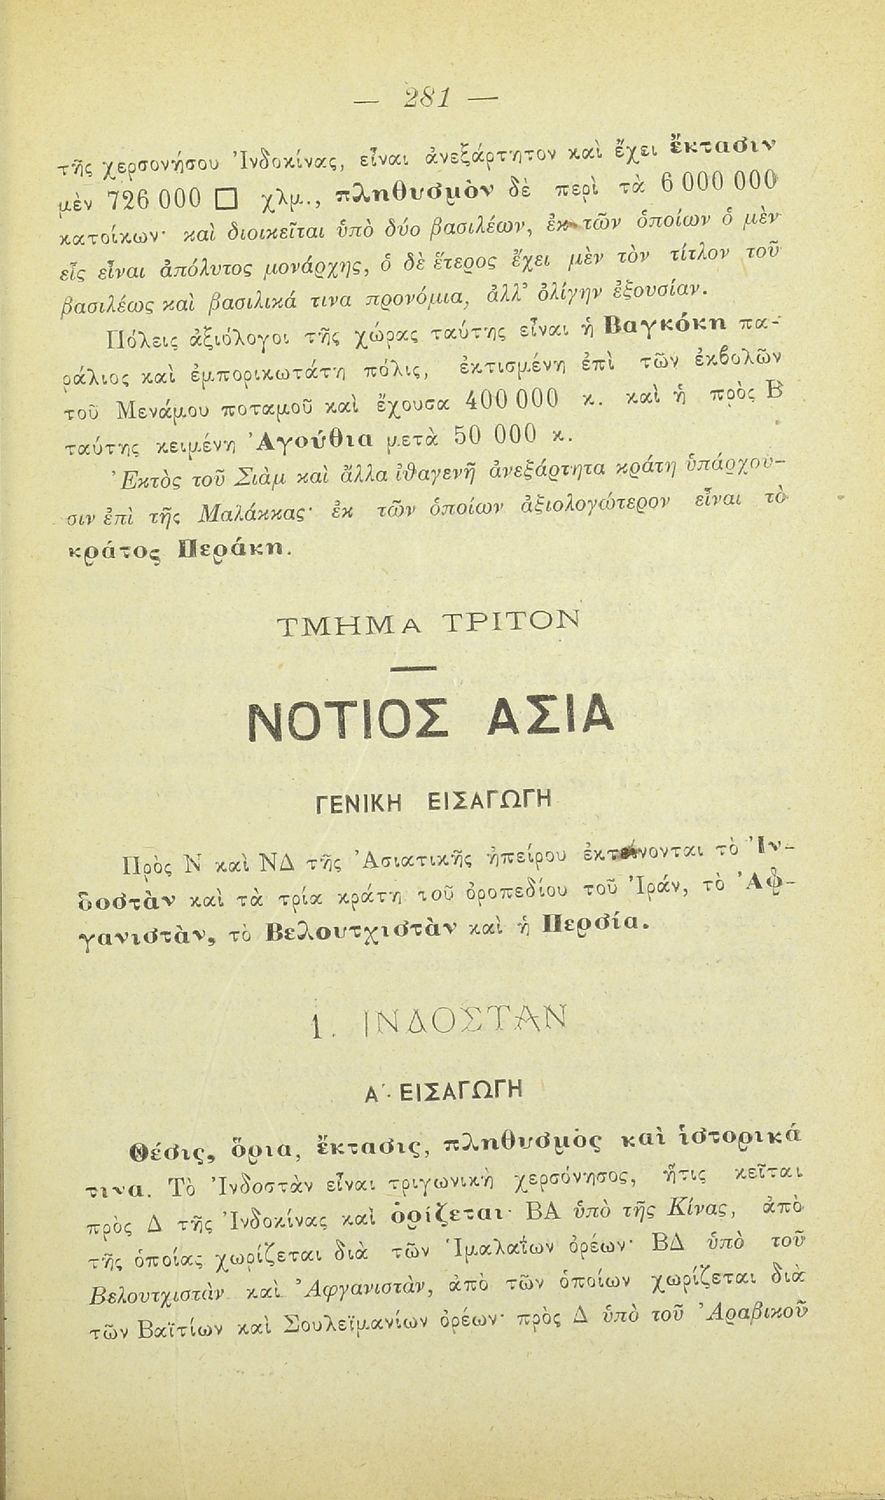 — 281 —
τῆς χερσονήσου Ἰνδοκίνας, εἶναι ἀνεξάρτητον καὶ ἔχει ἔκτασιν
μὲν 726 000 □ χλμ., πληθυσμὸν δὲ περὶ τὰ 6 000 000
κατοίκων· καὶ διοικεῖται ὑπὸ δύο βασιλέων, ἐκ τῶν ὁποίων ὁ μὲν
εἷς εἶναι ἀπόλυτος μονάρχης, ὁ δὲ ἕτερος ἔχει μὲν τὸν τίτλον τοῦ
βασιλέως καὶ βασιλικά τινα προνόμια, ἀλλ' ὀλίγην ἐξουσίαν.
Πόλεις ἀξιόλογοι τῆς χώρας ταύτης εἶναι ἡ Βαγκόκη πα-
ράλιος καὶ ἐμπορικωτάτη πόλις, ἐκτισμένη ἐπὶ τῶν ἐκβολῶν
τοῦ Μενάμου ποταμοῦ καὶ ἔχουσα 400 000 κ. καὶ ἡ πρὸς Β
ταύτης κειμένη Ἀγούθια μετὰ 50 000 κ.
Ἐκτὸς τοῦ Σιὰμ καὶ ἄλλα ἰθαγενῆ ἀνεξάρτητα κράτη ὑπάρχου-
σιν ἐπὶ τῆς Μαλάκκας· ἐκ τῶν ὁποίων ἀξιολογώτερον εἶναι τὸ
κράτος Περάκη.
ΤΜΗΜΑ ΤΡΙΤΟΝ
ΝΟΤΙΟΣ ΑΣΙΑ
ΓΕΝΙΚΗ ΕΙΣΑΓΩΓΗ
Πρὸς Ν καὶ ΝΔ τῆς Ἀσιατικῆς ἠπείρου ἐκτείνονται τὸ Ἰν-
δοστὰν καὶ τὰ τρία κράτη τοῦ ὀροπεδίου τοῦ Ἰράν, τὸ Ἀφ-
γανιστὰν, τὸ Βελουτχιστὰν καὶ ἡ Περσία.
1. ΙΝΔΟΣΤΑΝ
Α'· ΕΙΣΑΓΩΓΗ
Θέσις, ὅρια, ἔκτασις, πληθυσμὸς καὶ ἱστορικά
τινα. Τὸ Ἰνδοστὰν εἶναι τριγωνικὴ χερσόνησος, ἥτις κεῖται
πρὸς Δ τῆς Ἰνδοκίνας καὶ ὁρίζεται· ΒΑ ὑπὸ τῆς Κίνας, ἀπὸ
τῆς ὁποίας χωρίζεται διὰ τῶν Ἱμαλαΐων ὀρέων· ΒΔ ὑπὸ τοῦ
Βελουτχιστὰν καὶ Ἀφγανιστὰν, ἀπὸ τῶν ὁποίων χωρίζεται διὰ
τῶν Βαϊτίων καὶ Σουλεϊμανίων ὀρέων· πρὸς Δ ὑπὸ τοῦ Ἀραβικοῦ